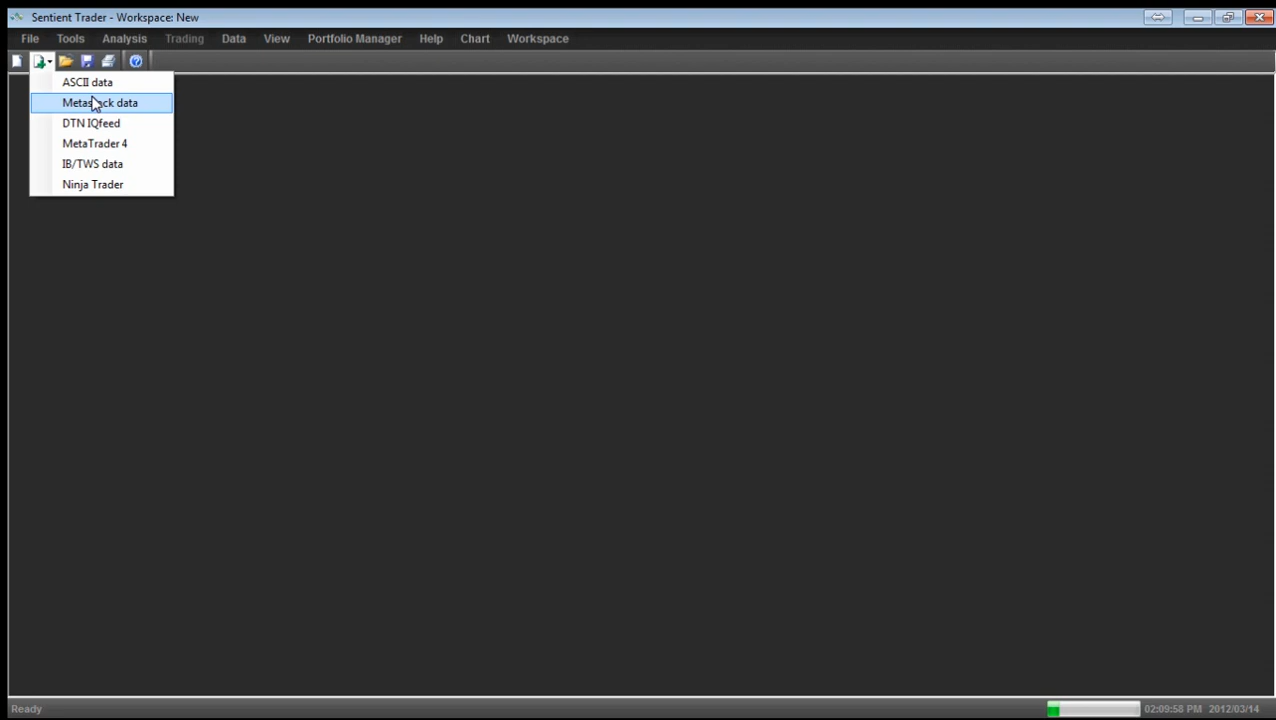 Sentient Trader - Workspace: New
File Tools Analysis Trading Data View Portfolio Manager Help Chart Workspace
ASCII data
data
DTN IQfeed
MetaTrader 4
IB/TWS data
Ninja Trader
Ready
02:09:58 PM 2012/03/14